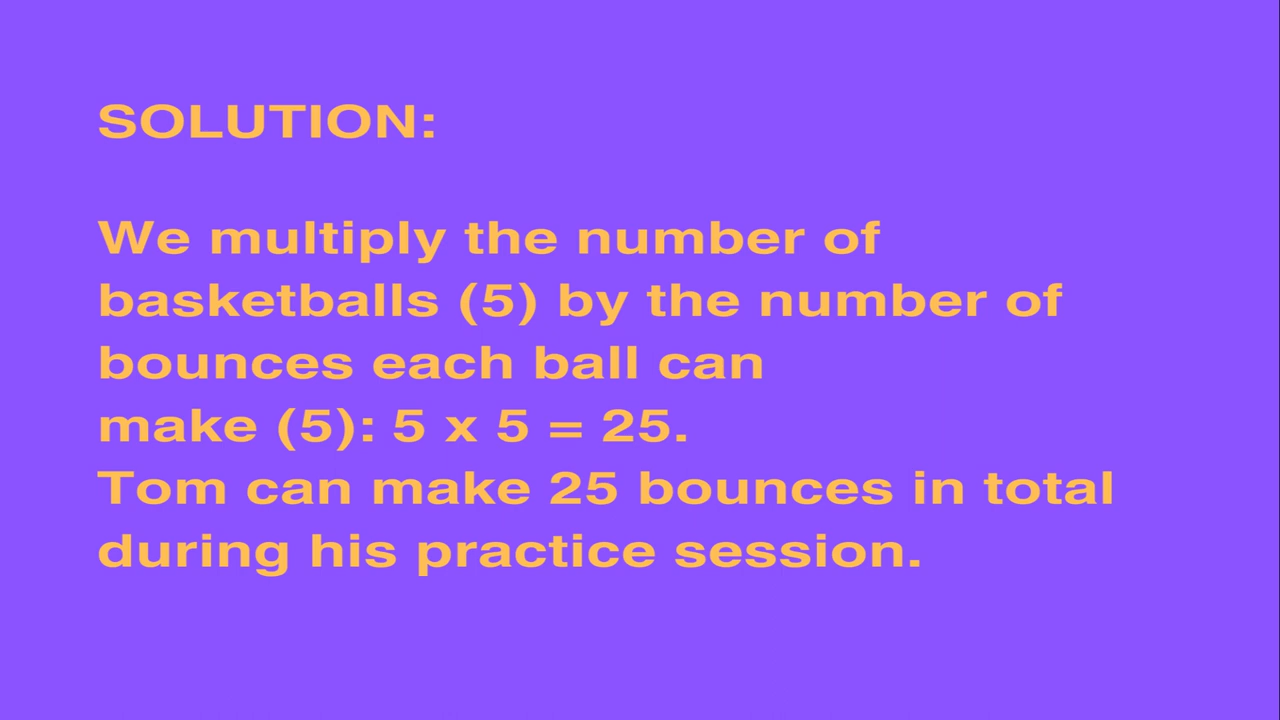 SOLUTION:
We multiply the number of
basketballs (5) by the number of
bounces each ball can
make (5): 5 x 5 = 25.
Tom can make 25 bounces in total
during his practice session.